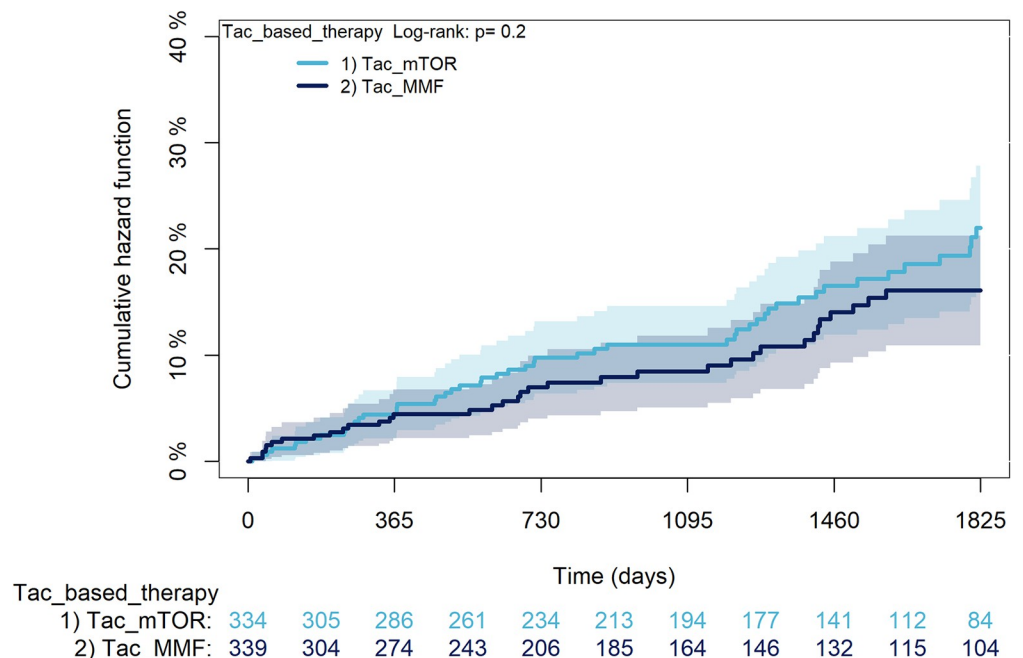 Tac_based_therapy Log-rank: p= 0.2
1) Tac_mTOR
2) Tac_MMF
Cumulative hazard function
40 %
30 %
20 %
10 %
0 %
0 365 730 1095 1460 1825
Time (days)
Tac_based_therapy
1) Tac_mTOR: 334 305 286 261 234 213 194 177 141 112 84
2) Tac_MMF: 339 304 274 243 206 185 164 146 132 115 104